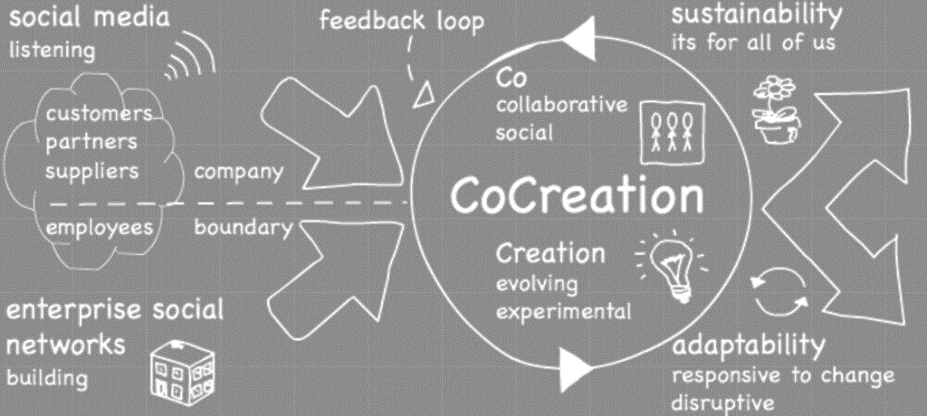 social media
listening
customers
partners
suppliers
employees
company
boundary
enterprise social
networks
building
feedback loop
Co
collaborative
social
CoCreation
Creation
evolving
experimental
sustainability
its for all of us
adaptability
responsive to change
disruptive